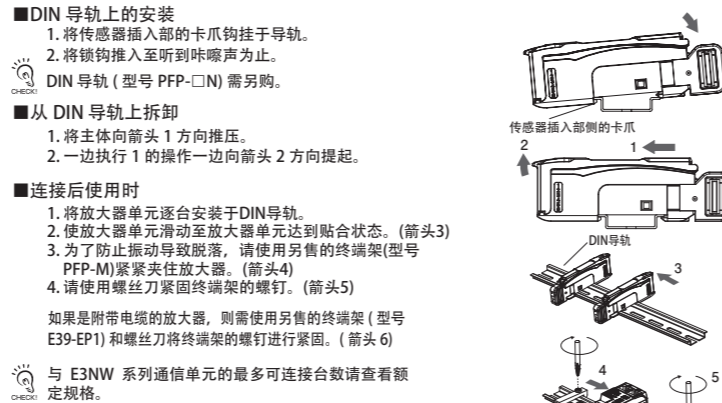 ■DIN 导轨上的安装
1. 将传感器插入部的卡爪钩挂于导轨。
2. 将锁钩推入至听到咔嚓声为止。
CHECK!
DIN 导轨 ( 型号 PFP-□N) 需另购。
■从 DIN 导轨上拆卸
1. 将主体向箭头 1 方向推压。
2. 一边执行 1 的操作一边向箭头 2 方向提起。
■连接后使用时
1. 将放大器单元逐台安装于DIN导轨。
2. 使放大器单元滑动至放大器单元达到贴合状态。(箭头3)
3. 为了防止振动导致脱落，请使用另售的终端架(型号
PFP-M)紧紧夹住放大器。(箭头4)
4. 请使用螺丝刀紧固终端架的螺钉。(箭头5)
如果是附带电缆的放大器，则需使用另售的终端架 ( 型号
E39-EP1) 和螺丝刀将终端架的螺钉进行紧固。( 箭头 6)
CHECK!
与 E3NW 系列通信单元的最多可连接台数请查看额
定规格。
传感器插入部侧的卡爪
2
1
DIN导轨
3
4
5